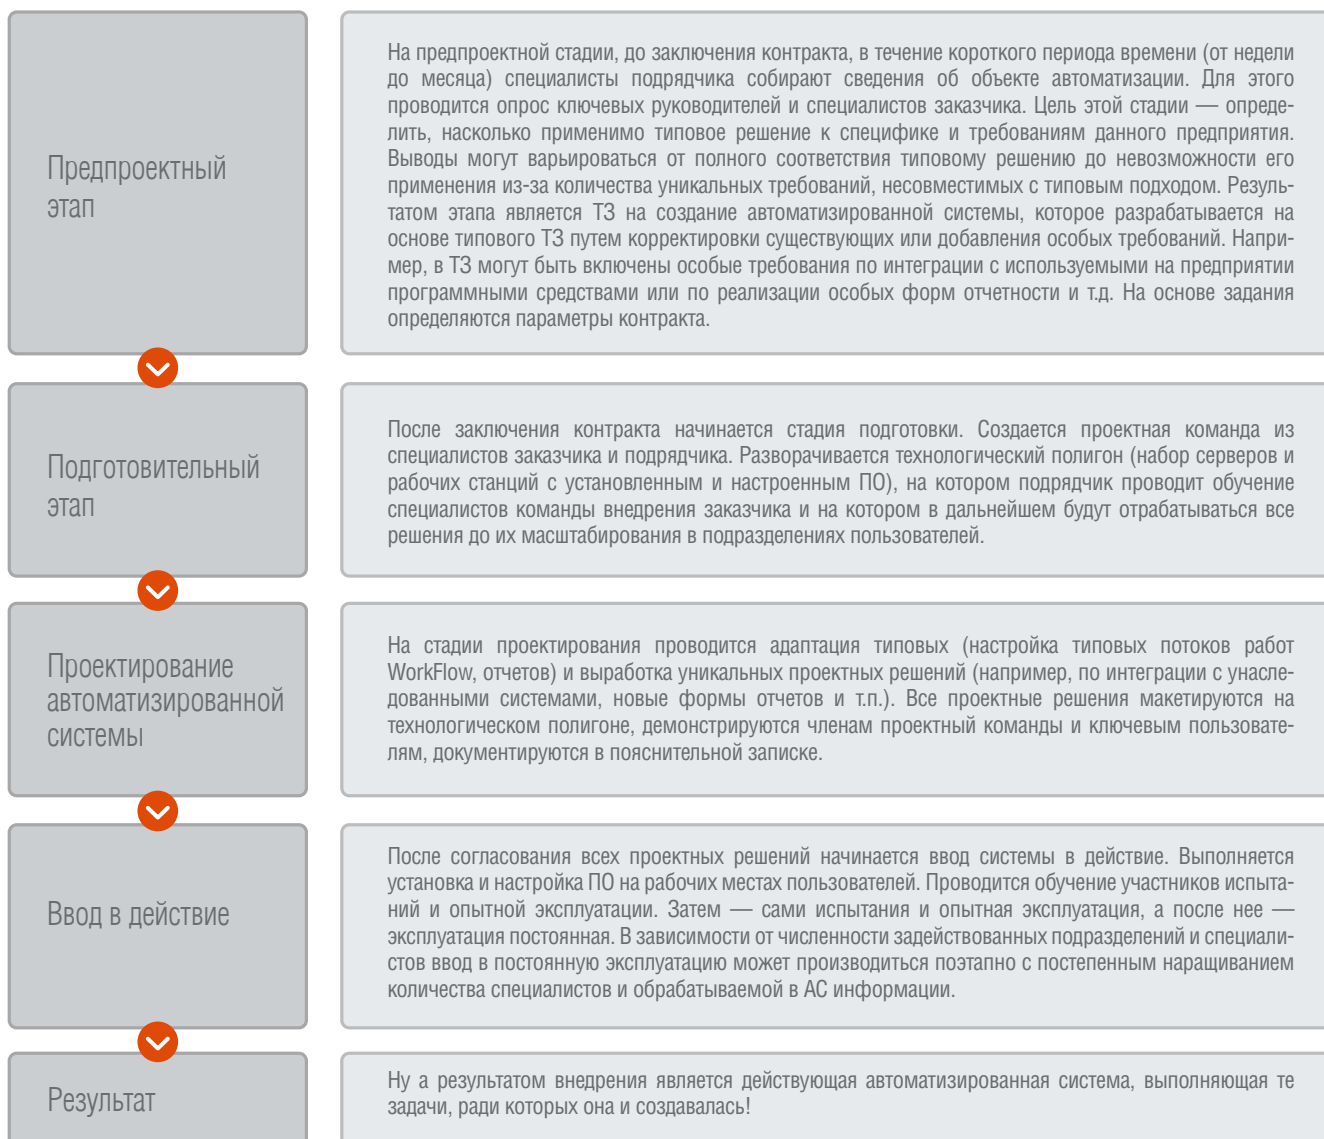 Предпроектный
этап
На предпроектной стадии, до заключения контракта, в течение короткого периода времени (от недели
до месяца) специалисты подрядчика собирают сведения об объекте автоматизации. Для этого
проводится опрос ключевых руководителей и специалистов заказчика. Цель этой стадии — опреде-
лить, насколько применимо типовое решение к специфике и требованиям данного предприятия.
Выводы могут варьироваться от полного соответствия типовому решению до невозможности его
применения из-за количества уникальных требований, несовместимых с типовым подходом. Резуль-
татом этапа является ТЗ на создание автоматизированной системы, которое разрабатывается на
основе типового ТЗ путем корректировки существующих или добавления особых требований. Напри-
мер, в ТЗ могут быть включены особые требования по интеграции с используемыми на предприятии
программными средствами или по реализации особых форм отчетности и т.д. На основе задания
определяются параметры контракта.
Подготовительный
этап
После заключения контракта начинается стадия подготовки. Создается проектная команда из
специалистов заказчика и подрядчика. Разворачивается технологический полигон (набор серверов и
рабочих станций с установленным и настроенным ПО), на котором подрядчик проводит обучение
специалистов команды внедрения заказчика и на котором в дальнейшем будут отрабатываться все
решения до их масштабирования в подразделениях пользователей.
Проектирование
автоматизированной
системы
На стадии проектирования проводится адаптация типовых (настройка типовых потоков работ
WorkFlow, отчетов) и выработка уникальных проектных решений (например, по интеграции с унасле-
дованными системами, новые формы отчетов и т.п.). Все проектные решения макетируются на
технологическом полигоне, демонстрируются членам проектный команды и ключевым пользовате-
лям, документируются в пояснительной записке.
Ввод в действие
После согласования всех проектных решений начинается ввод системы в действие. Выполняется
установка и настройка ПО на рабочих местах пользователей. Проводится обучение участников испыта-
ний и опытной эксплуатации. Затем — сами испытания и опытная эксплуатация, а после нее —
эксплуатация постоянная. В зависимости от численности задействованных подразделений и специали-
стов ввод в постоянную эксплуатацию может производиться поэтапно с постепенным наращиванием
количества специалистов и обрабатываемой в АС информации.
Результат
Ну а результатом внедрения является действующая автоматизированная система, выполняющая те
задачи, ради которых она и создавалась!